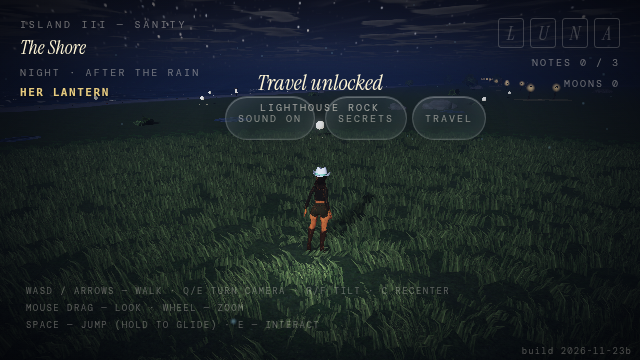 ISLAND III — SANITY
The Shore
NIGHT · AFTER THE RAIN
HER LANTERN
LUNA
NOTES 0 / 3
MOONS 0
Travel unlocked
LIGHTHOUSE ROCK
SOUND ON
SECRETS
TRAVEL
WASD / ARROWS — WALK · Q/E TURN CAMERA · R/F TILT · C RECENTER
MOUSE DRAG — LOOK · WHEEL — ZOOM
SPACE — JUMP (HOLD TO GLIDE) · E — INTERACT
build 2026-11-23b